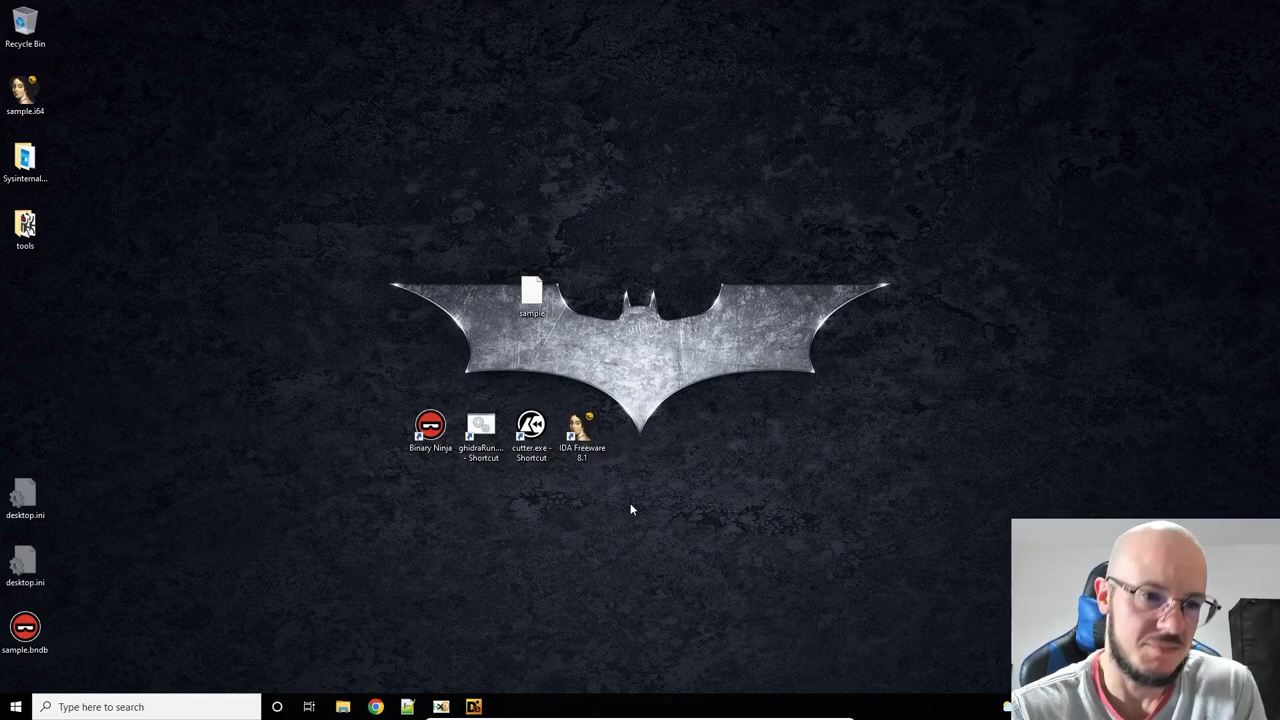 Recycle Bin
sample.i64
Sysinternal...
tools
sample
Binary Ninja
ghidraRun....
- Shortcut
cutter.exe -
Shortcut
IDA Freeware
8.1
desktop.ini
desktop.ini
sample.bndb
Type here to search